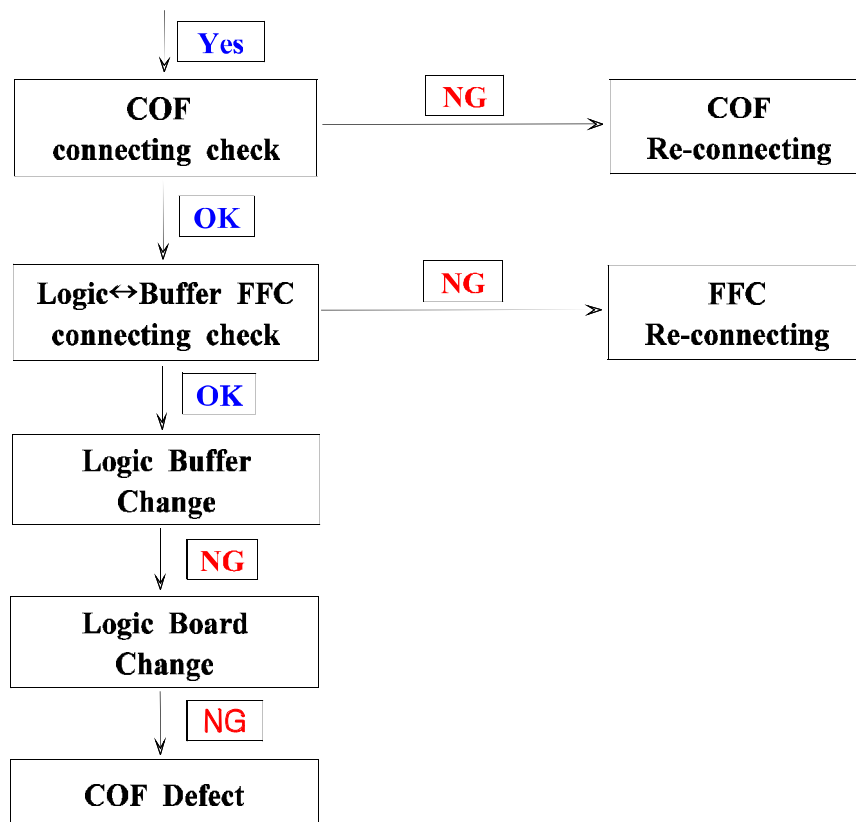 Yes
COF
connecting check
NG
COF
Re-connecting
OK
Logic↔Buffer FFC
connecting check
NG
FFC
Re-connecting
OK
Logic Buffer
Change
NG
Logic Board
Change
NG
COF Defect